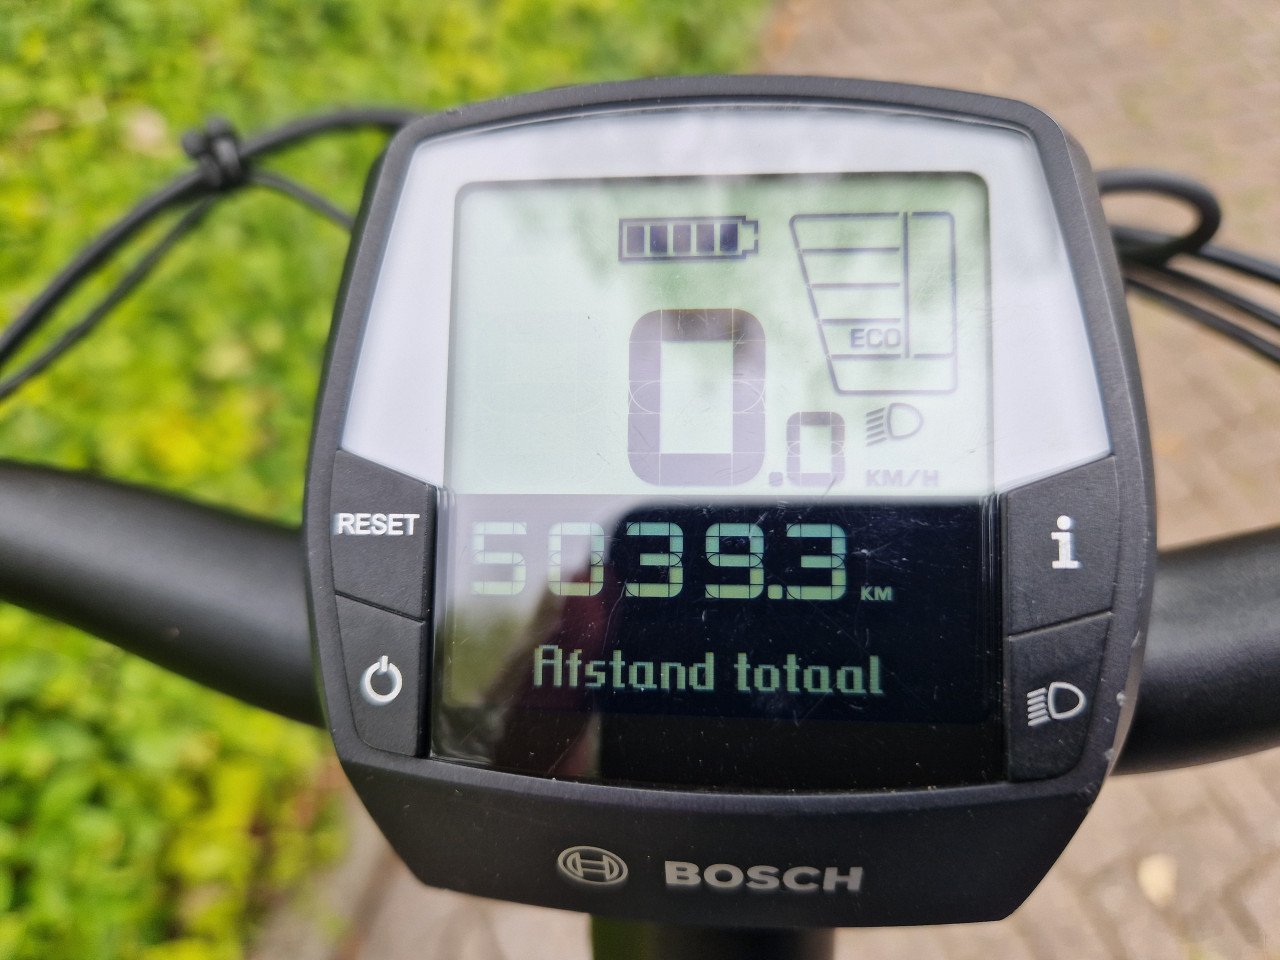 ECO
0.0 KM/H
RESET
5039.3 KM
i
Afstand totaal
BOSCH